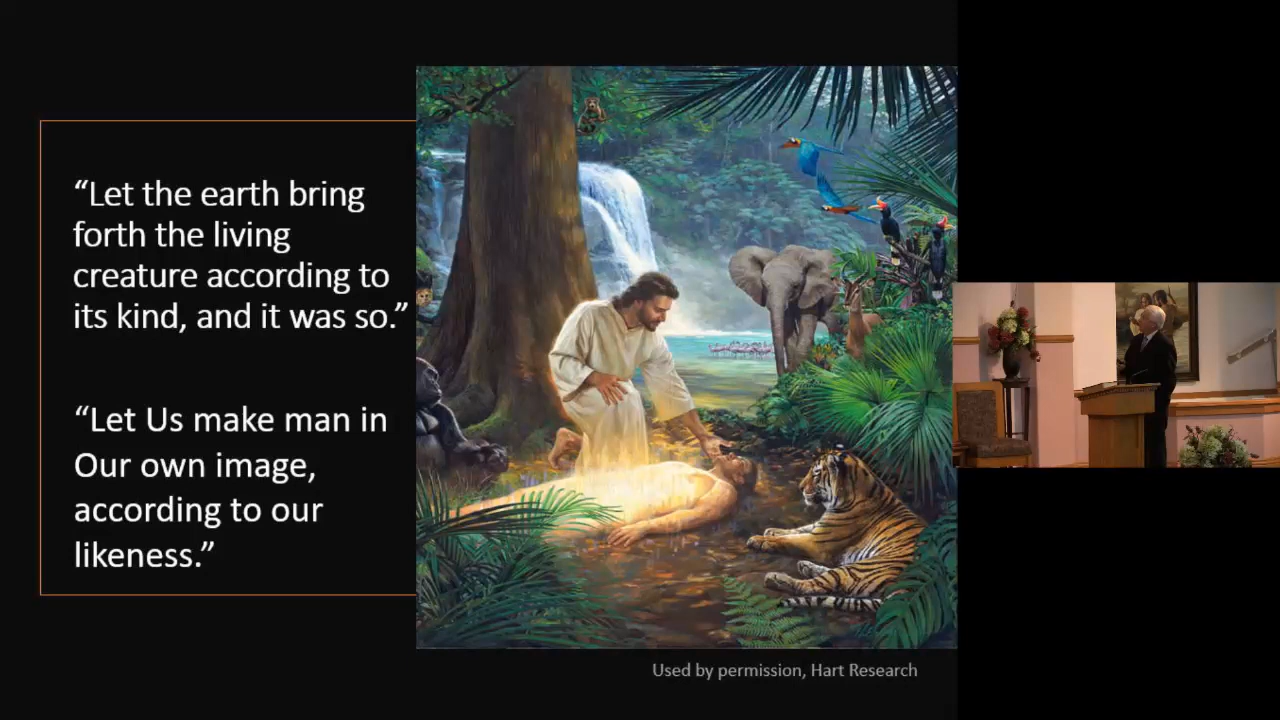 “Let the earth bring
forth the living
creature according to
its kind, and it was so.”
“Let Us make man in
Our own image,
according to our
likeness.”
Used by permission, Hart Research